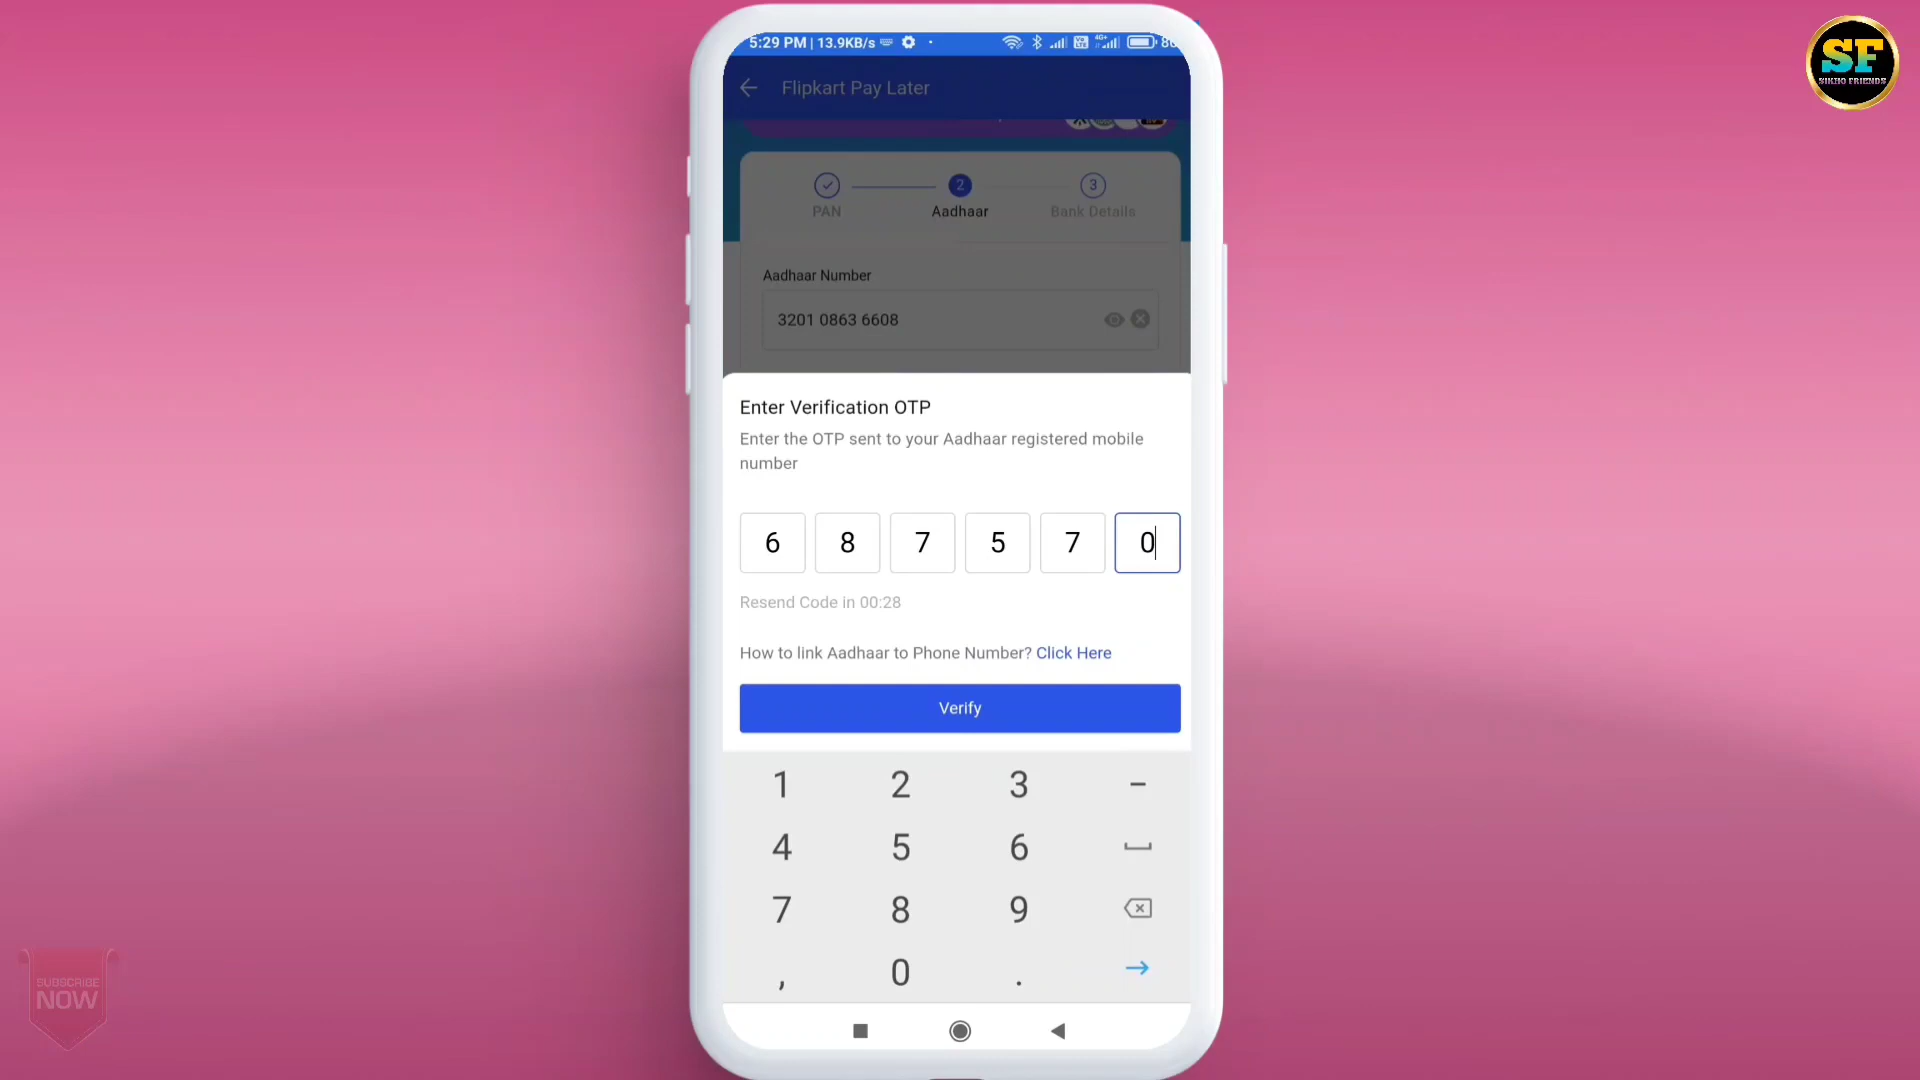 5:29 PM | 13.9KB/s
SF
SIKHO FRIENDS
Flipkart Pay Later
2
3
PAN
Aadhaar
Bank Details
Aadhaar Number
3201 0863 6608
Enter Verification OTP
Enter the OTP sent to your Aadhaar registered mobile
number
6 8 7 5 7 0
Resend Code in 00:28
How to link Aadhaar to Phone Number? Click Here
Verify
1 2 3 -
4 5 6
7 8 9
, 0 .
SUBSCRIBE
NOW